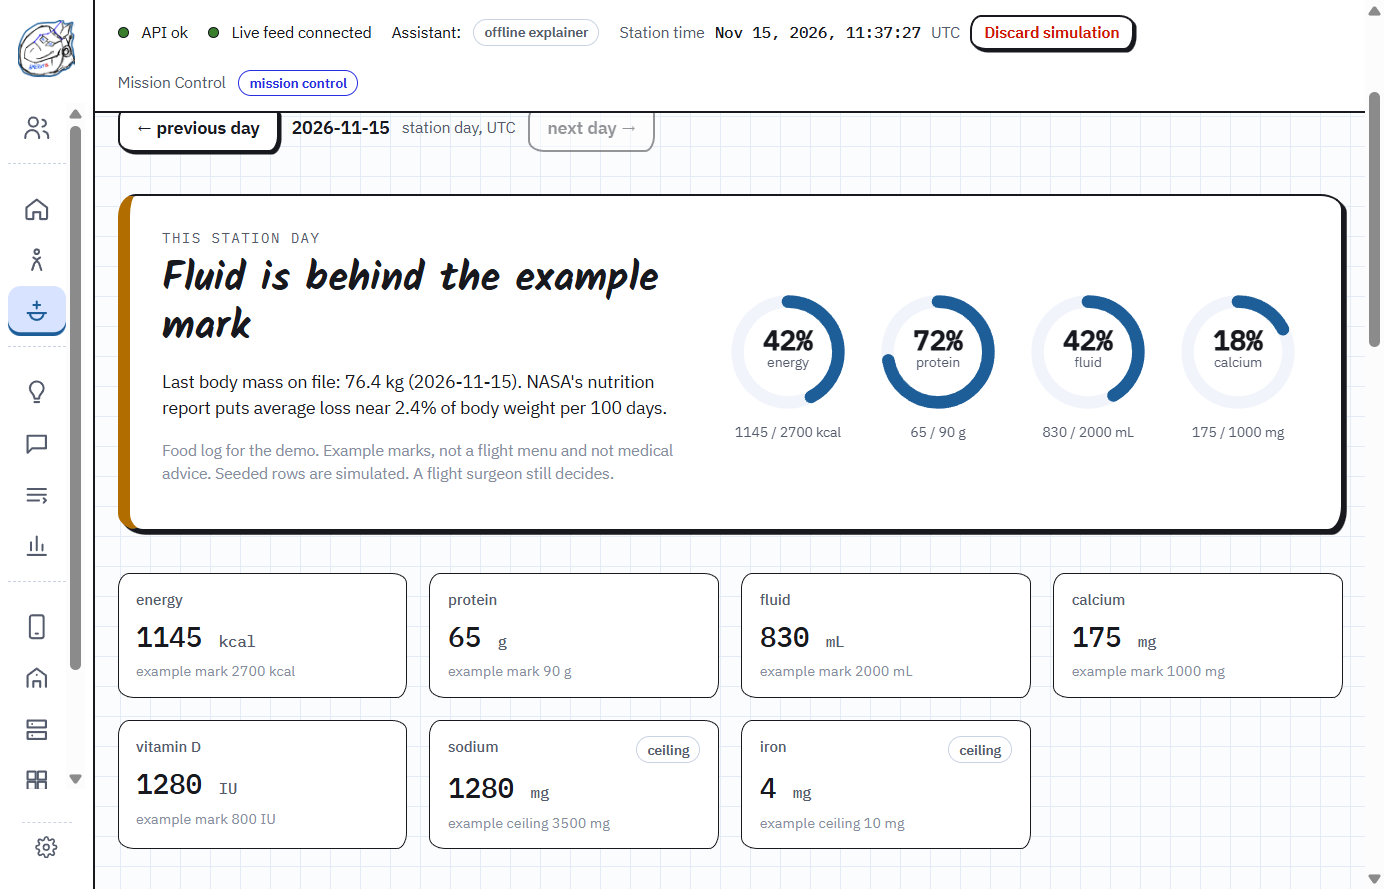 API ok Live feed connected Assistant: offline explainer Station time Nov 15, 2026, 11:37:27 UTC Discard simulation
Mission Control mission control
← previous day 2026-11-15 station day, UTC next day →
THIS STATION DAY
Fluid is behind the example
mark
Last body mass on file: 76.4 kg (2026-11-15). NASA's nutrition
report puts average loss near 2.4% of body weight per 100 days.
Food log for the demo. Example marks, not a flight menu and not medical
advice. Seeded rows are simulated. A flight surgeon still decides.
42% 72% 42% 18%
energy protein fluid calcium
1145 / 2700 kcal 65 / 90 g 830 / 2000 mL 175 / 1000 mg
energy protein fluid calcium
1145 kcal 65 g 830 mL 175 mg
example mark 2700 kcal example mark 90 g example mark 2000 mL example mark 1000 mg
vitamin D sodium ceiling iron ceiling
1280 IU 1280 mg 4 mg
example mark 800 IU example ceiling 3500 mg example ceiling 10 mg